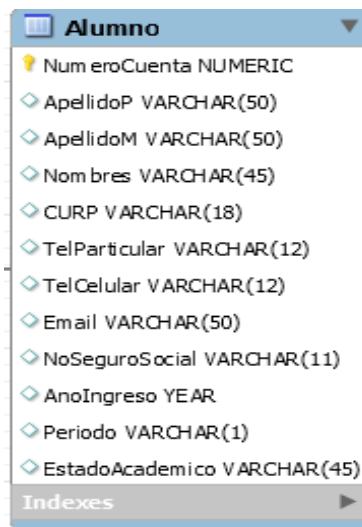 Alumno
NumeroCuenta NUMERIC
ApellidoP VARCHAR(50)
ApellidoM VARCHAR(50)
Nombres VARCHAR(45)
CURP VARCHAR(18)
TelParticular VARCHAR(12)
TelCelular VARCHAR(12)
Email VARCHAR(50)
NoSeguroSocial VARCHAR(11)
AnoIngreso YEAR
Periodo VARCHAR(1)
EstadoAcademico VARCHAR(45)
Indexes